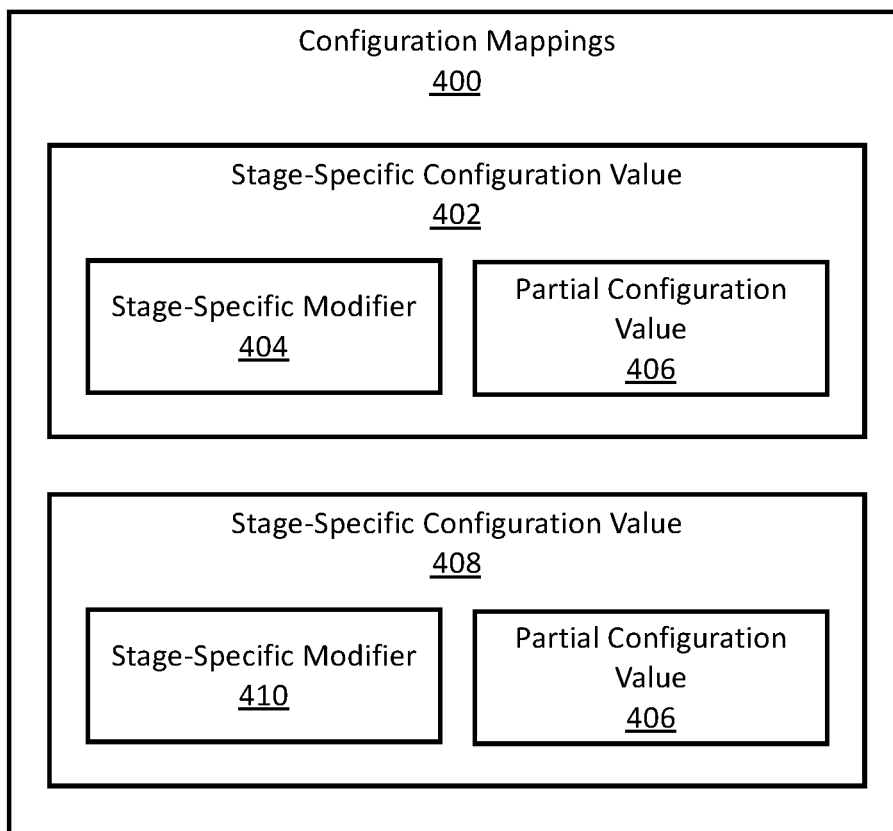 Configuration Mappings
400
Stage-Specific Configuration Value
402
Stage-Specific Modifier
404
Partial Configuration
Value
406
Stage-Specific Configuration Value
408
Stage-Specific Modifier
410
Partial Configuration
Value
406